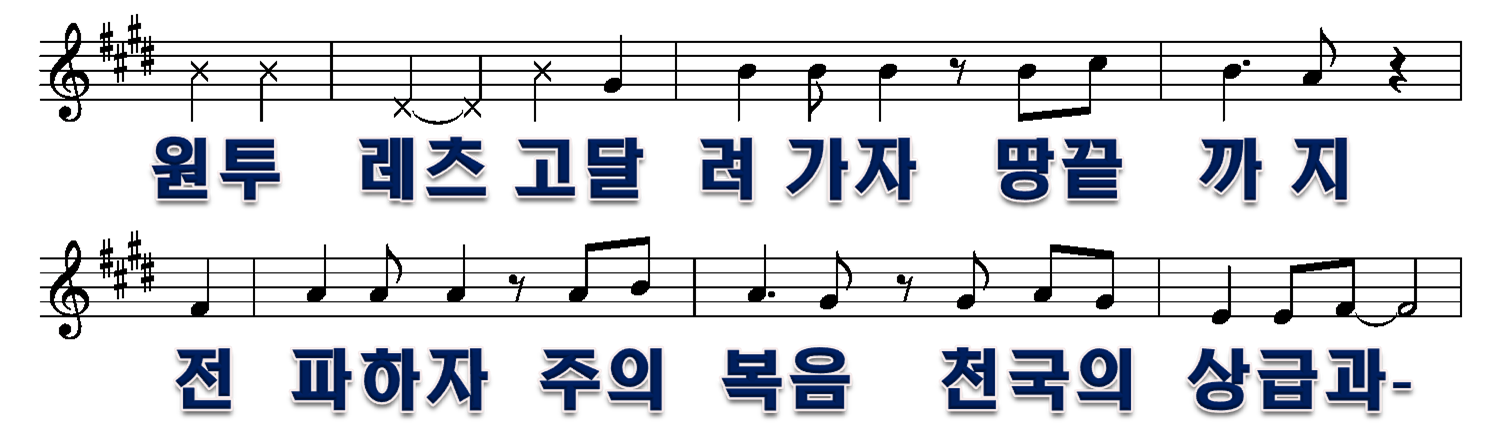 원투 레츠 고달 려 가자 땅끝 까 지
전 파하자 주의 복음 천국의 상급과-